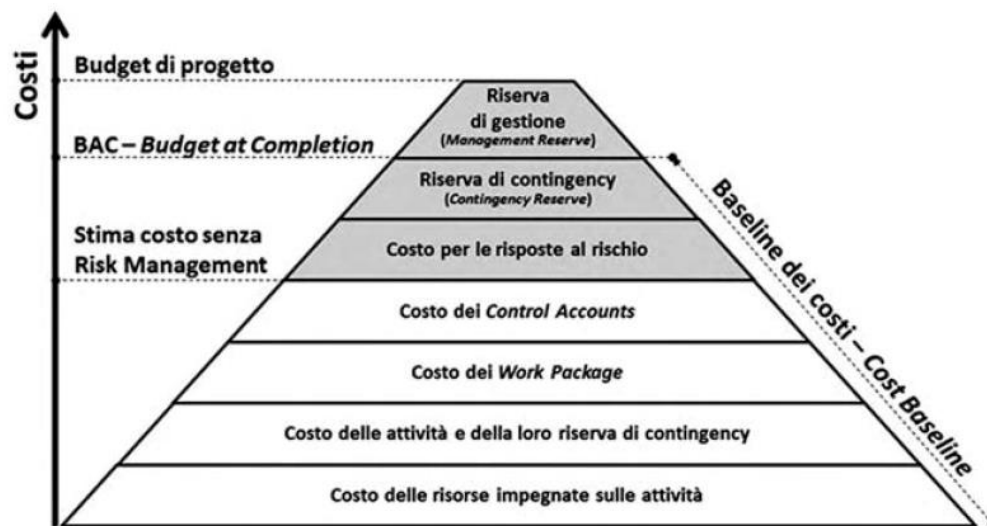 Costi
Budget di progetto
BAC – Budget at Completion
Stima costo senza
Risk Management
Riserva
di gestione
(Management Reserve)
Riserva di contingency
(Contingency Reserve)
Costo per le risposte al rischio
Costo dei Control Accounts
Costo dei Work Package
Costo delle attività e della loro riserva di contingency
Costo delle risorse impegnate sulle attività
Baseline dei costi – Cost Baseline